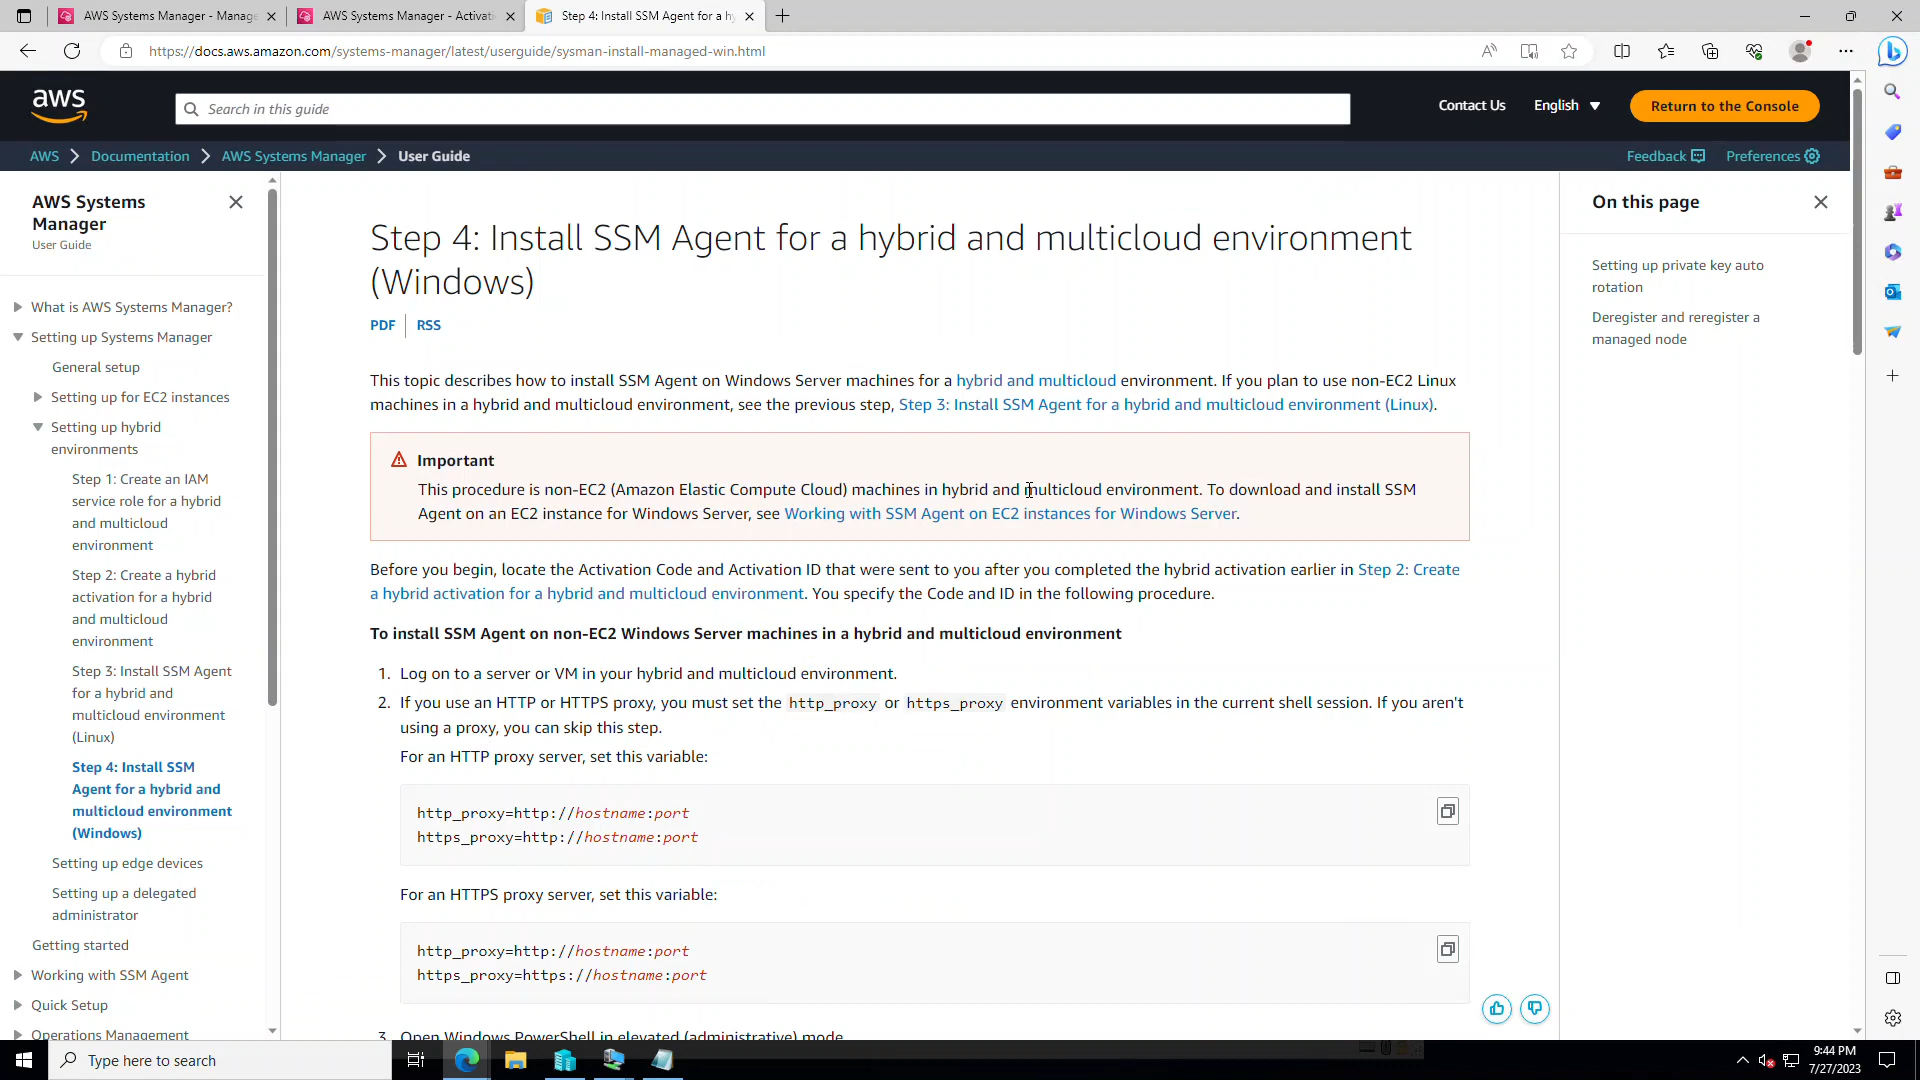 AWS Systems Manager - Manage
AWS Systems Manager - Activati
Step 4: Install SSM Agent for a hy
https://docs.aws.amazon.com/systems-manager/latest/userguide/sysman-install-managed-win.html
aws
Search in this guide
Contact Us
English
Return to the Console
AWS
Documentation
AWS Systems Manager
User Guide
Feedback
Preferences
AWS Systems
Manager
User Guide
What is AWS Systems Manager?
Setting up Systems Manager
General setup
Setting up for EC2 instances
Setting up hybrid
environments
Step 1: Create an IAM
service role for a hybrid
and multicloud
environment
Step 2: Create a hybrid
activation for a hybrid
and multicloud
environment
Step 3: Install SSM Agent
for a hybrid and
multicloud environment
(Linux)
Step 4: Install SSM
Agent for a hybrid and
multicloud environment
(Windows)
Setting up edge devices
Setting up a delegated
administrator
Getting started
Working with SSM Agent
Quick Setup
Operations Management
Step 4: Install SSM Agent for a hybrid and multicloud environment
(Windows)
PDF
RSS
This topic describes how to install SSM Agent on Windows Server machines for a hybrid and multicloud environment. If you plan to use non-EC2 Linux
machines in a hybrid and multicloud environment, see the previous step, Step 3: Install SSM Agent for a hybrid and multicloud environment (Linux).
Important
This procedure is non-EC2 (Amazon Elastic Compute Cloud) machines in hybrid and multicloud environment. To download and install SSM
Agent on an EC2 instance for Windows Server, see Working with SSM Agent on EC2 instances for Windows Server.
Before you begin, locate the Activation Code and Activation ID that were sent to you after you completed the hybrid activation earlier in Step 2: Create
a hybrid activation for a hybrid and multicloud environment. You specify the Code and ID in the following procedure.
To install SSM Agent on non-EC2 Windows Server machines in a hybrid and multicloud environment
1. Log on to a server or VM in your hybrid and multicloud environment.
2. If you use an HTTP or HTTPS proxy, you must set the http_proxy or https_proxy environment variables in the current shell session. If you aren't
using a proxy, you can skip this step.
For an HTTP proxy server, set this variable:
http_proxy=http://hostname:port
https_proxy=http://hostname:port
For an HTTPS proxy server, set this variable:
http_proxy=http://hostname:port
https_proxy=https://hostname:port
3. Open Windows PowerShell in elevated (administrative) mode.
On this page
Setting up private key auto
rotation
Deregister and reregister a
managed node
Type here to search
9:44 PM
7/27/2023